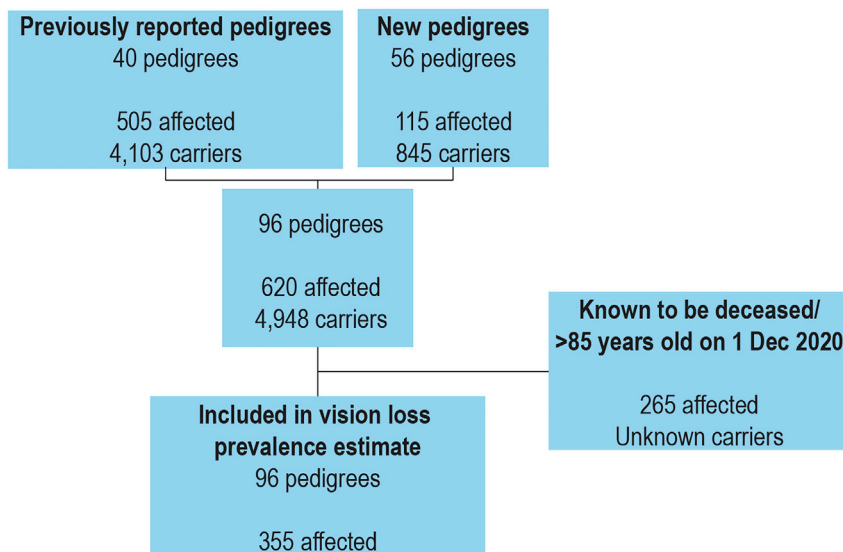 Previously reported pedigrees
40 pedigrees
505 affected
4,103 carriers
New pedigrees
56 pedigrees
115 affected
845 carriers
96 pedigrees
620 affected
4,948 carriers
Known to be deceased/
>85 years old on 1 Dec 2020
265 affected
Unknown carriers
Included in vision loss
prevalence estimate
96 pedigrees
355 affected